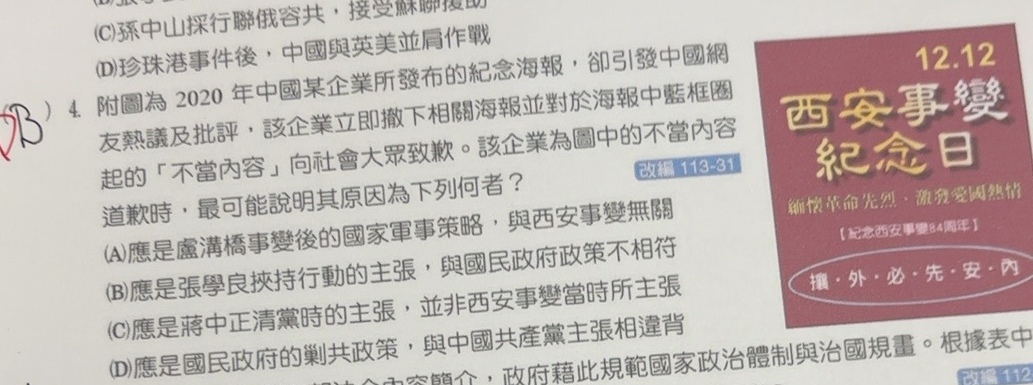 (C)孫中山採行聯俄容共，接受蘇聯援助
(D)珍珠港事件後，中國與英美並肩作戰
B ) 4. 附圖為 2020 年中國某企業所發布的紀念海報，卻引發中國網
友熱議及批評，該企業立即撤下相關海報並對於海報中藍框圈
起的「不當內容」向社會大眾致歉。該企業為圖中的不當內容
道歉時，最可能說明其原因為下列何者？
改編 113-31
(A)應是盧溝橋事變後的國家軍事策略，與西安事變無關
(B)應是張學良挾持行動的主張，與國民政府政策不相符
(C)應是蔣中正清黨時的主張，並非西安事變當時所主張
(D)應是國民政府的剿共政策，與中國共產黨主張相違背
12.12
西安事變
紀念日
緬懷革命先烈、激發愛國熱情
【紀念西安事變84周年】
攘·外·必·先·安·內
內容簡介，政府藉此規範國家政治體制與治國規畫。根據表中
改編 112